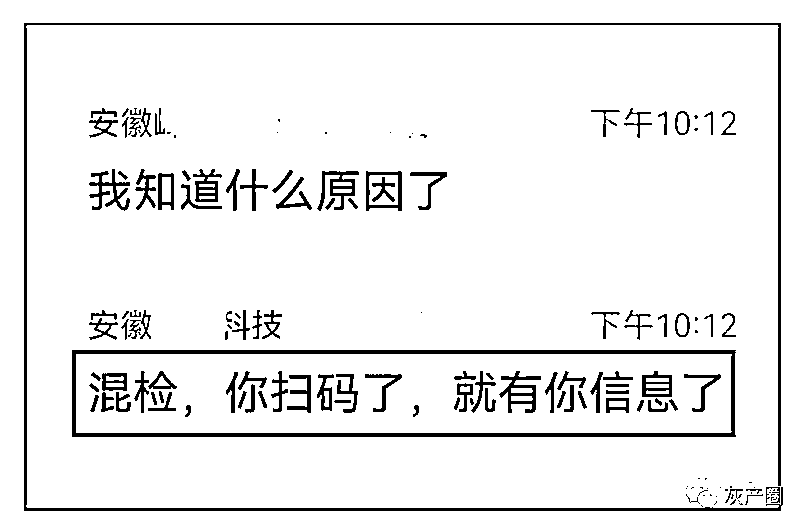 安徽 下午10:12
我知道什么原因了
安徽 科技 下午10:12
混检，你扫码了，就有你信息了
灰产圈